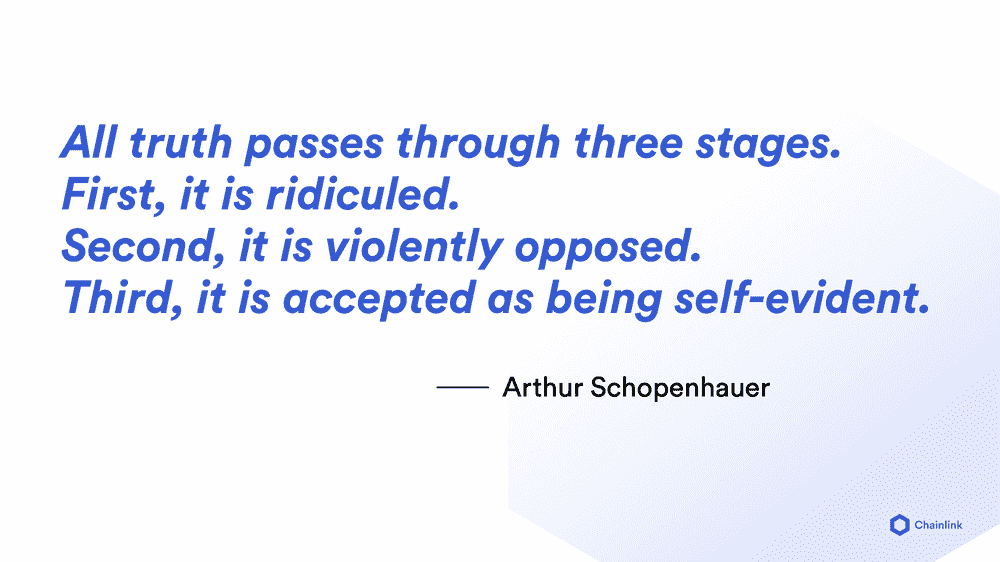 All truth passes through three stages.
First, it is ridiculed.
Second, it is violently opposed.
Third, it is accepted as being self-evident.
Arthur Schopenhauer
Chainlink